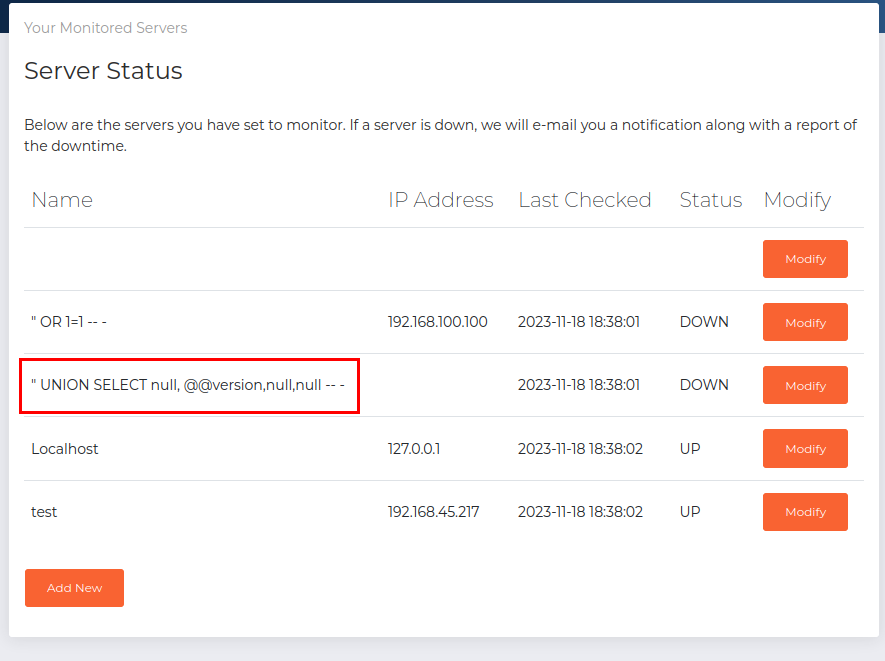 Your Monitored Servers
Server Status
Below are the servers you have set to monitor. If a server is down, we will e-mail you a notification along with a report of
the downtime.
Name IP Address Last Checked Status Modify
Modify
" OR 1=1 -- - 192.168.100.100 2023-11-18 18:38:01 DOWN Modify
" UNION SELECT null, @@version,null,null -- - 2023-11-18 18:38:01 DOWN Modify
Localhost 127.0.0.1 2023-11-18 18:38:02 UP Modify
test 192.168.45.217 2023-11-18 18:38:02 UP Modify
Add New